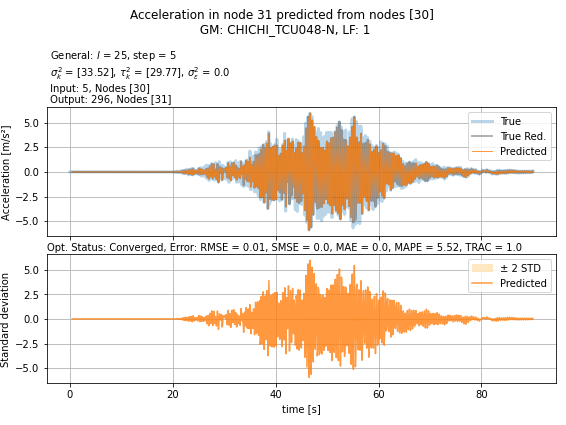 Acceleration in node 31 predicted from nodes [30]
GM: CHICHI_TCU048-N, LF: 1
General: l = 25, step = 5
σ²ₖ = [33.52], τ²ₖ = [29.77], σ²ε = 0.0
Input: 5, Nodes [30]
Output: 296, Nodes [31]
Acceleration [m/s²]
5.0
2.5
0.0
−2.5
−5.0
True
True Red.
Predicted
Opt. Status: Converged, Error: RMSE = 0.01, SMSE = 0.0, MAE = 0.0, MAPE = 5.52, TRAC = 1.0
Standard deviation
5.0
2.5
0.0
−2.5
−5.0
± 2 STD
Predicted
0
20
40
60
80
time [s]